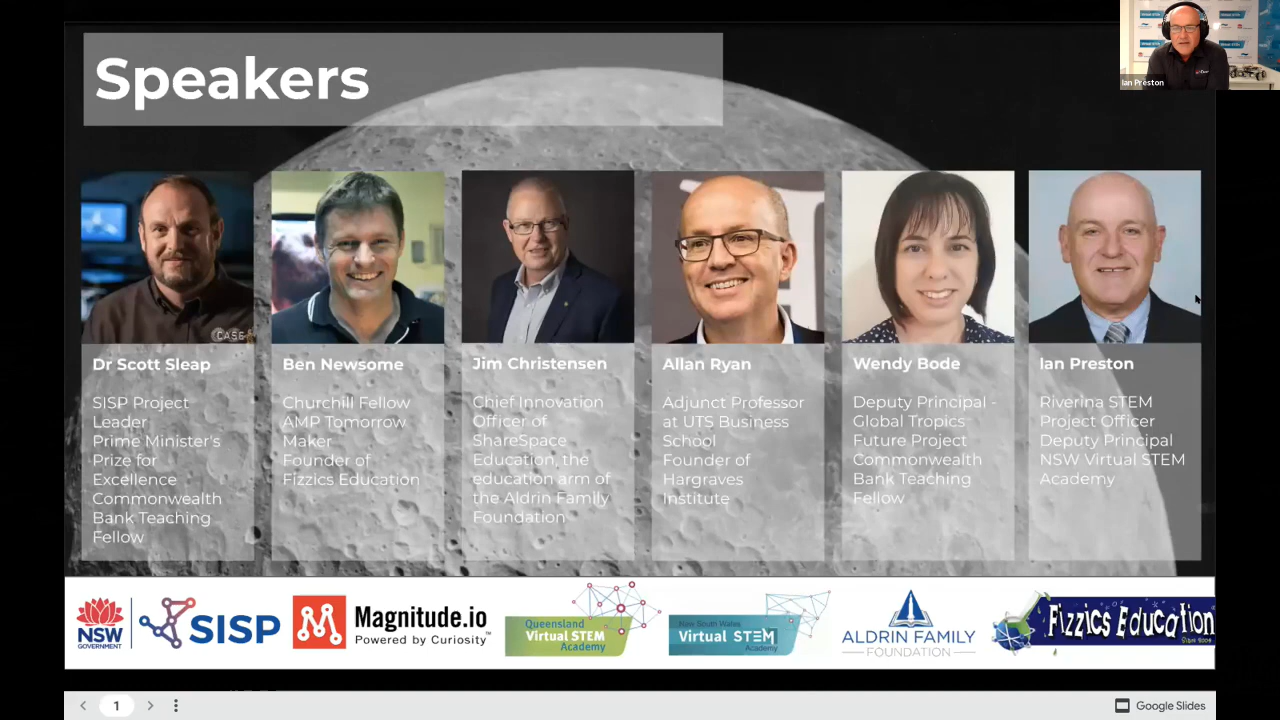 Speakers
Ian Preston
Dr Scott Sleap
SISP Project
Leader
Prime Minister's
Prize for
Excellence
Commonwealth
Bank Teaching
Fellow
Ben Newsome
Churchill Fellow
AMP Tomorrow
Maker
Founder of
Fizzics Education
Jim Christensen
Chief Innovation
Officer of
ShareSpace
Education, the
education arm of
the Aldrin Family
Foundation
Allan Ryan
Adjunct Professor
at UTS Business
School
Founder of
Hargraves
Institute
Wendy Bode
Deputy Principal -
Global Tropics
Future Project
Commonwealth
Bank Teaching
Fellow
Ian Preston
Riverina STEM
Project Officer
Deputy Principal
NSW Virtual STEM
Academy
NSW
GOVERNMENT
SISP
Magnitude.io
Powered by Curiosity™
Queensland
Virtual STEM
Academy
New South Wales
Virtual STEM
Academy
ALDRIN FAMILY
FOUNDATION
Fizzics Education
1
Google Slides